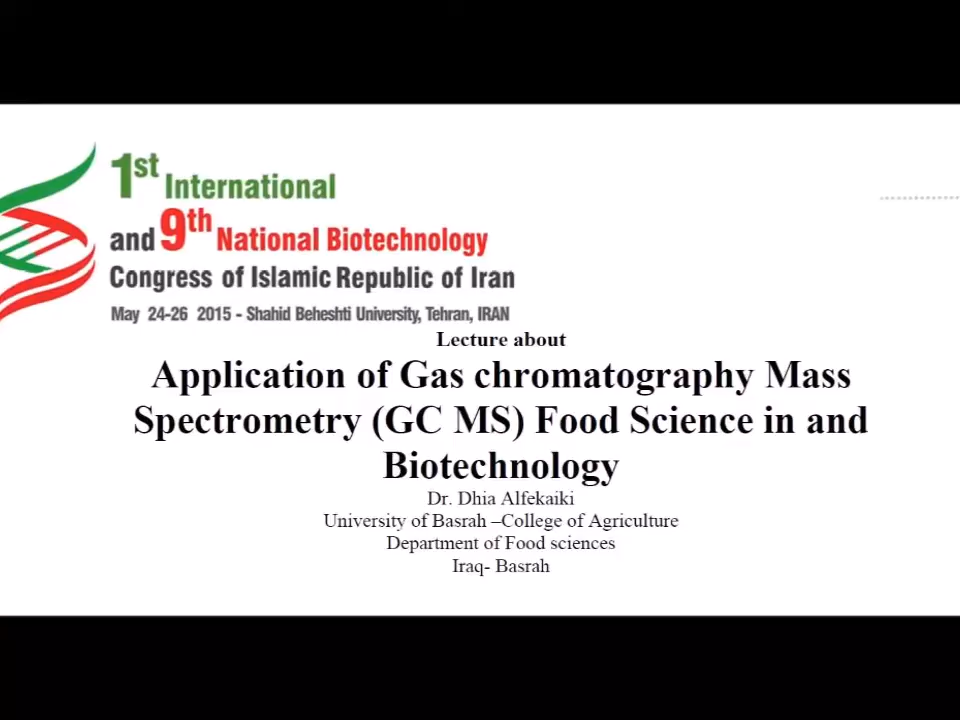 1st International
and 9th National Biotechnology
Congress of Islamic Republic of Iran
May 24-26 2015 - Shahid Beheshti University, Tehran, IRAN
Lecture about
Application of Gas chromatography Mass
Spectrometry (GC MS) Food Science in and
Biotechnology
Dr. Dhia Alfekaiki
University of Basrah –College of Agriculture
Department of Food sciences
Iraq- Basrah